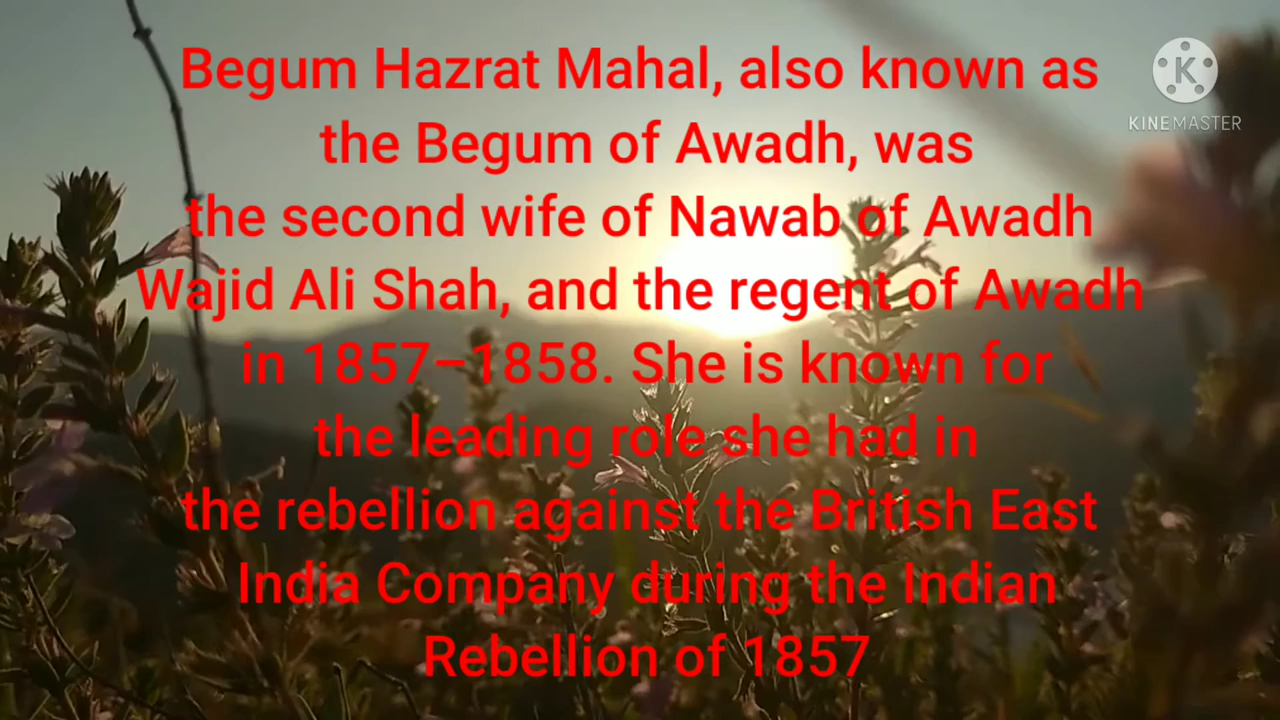 Begum Hazrat Mahal, also known as
the Begum of Awadh, was
the second wife of Nawab of Awadh
Wajid Ali Shah, and the regent of Awadh
in 1857–1858. She is known for
the leading role she had in
the rebellion against the British East
India Company during the Indian
Rebellion of 1857
K
KINEMASTER